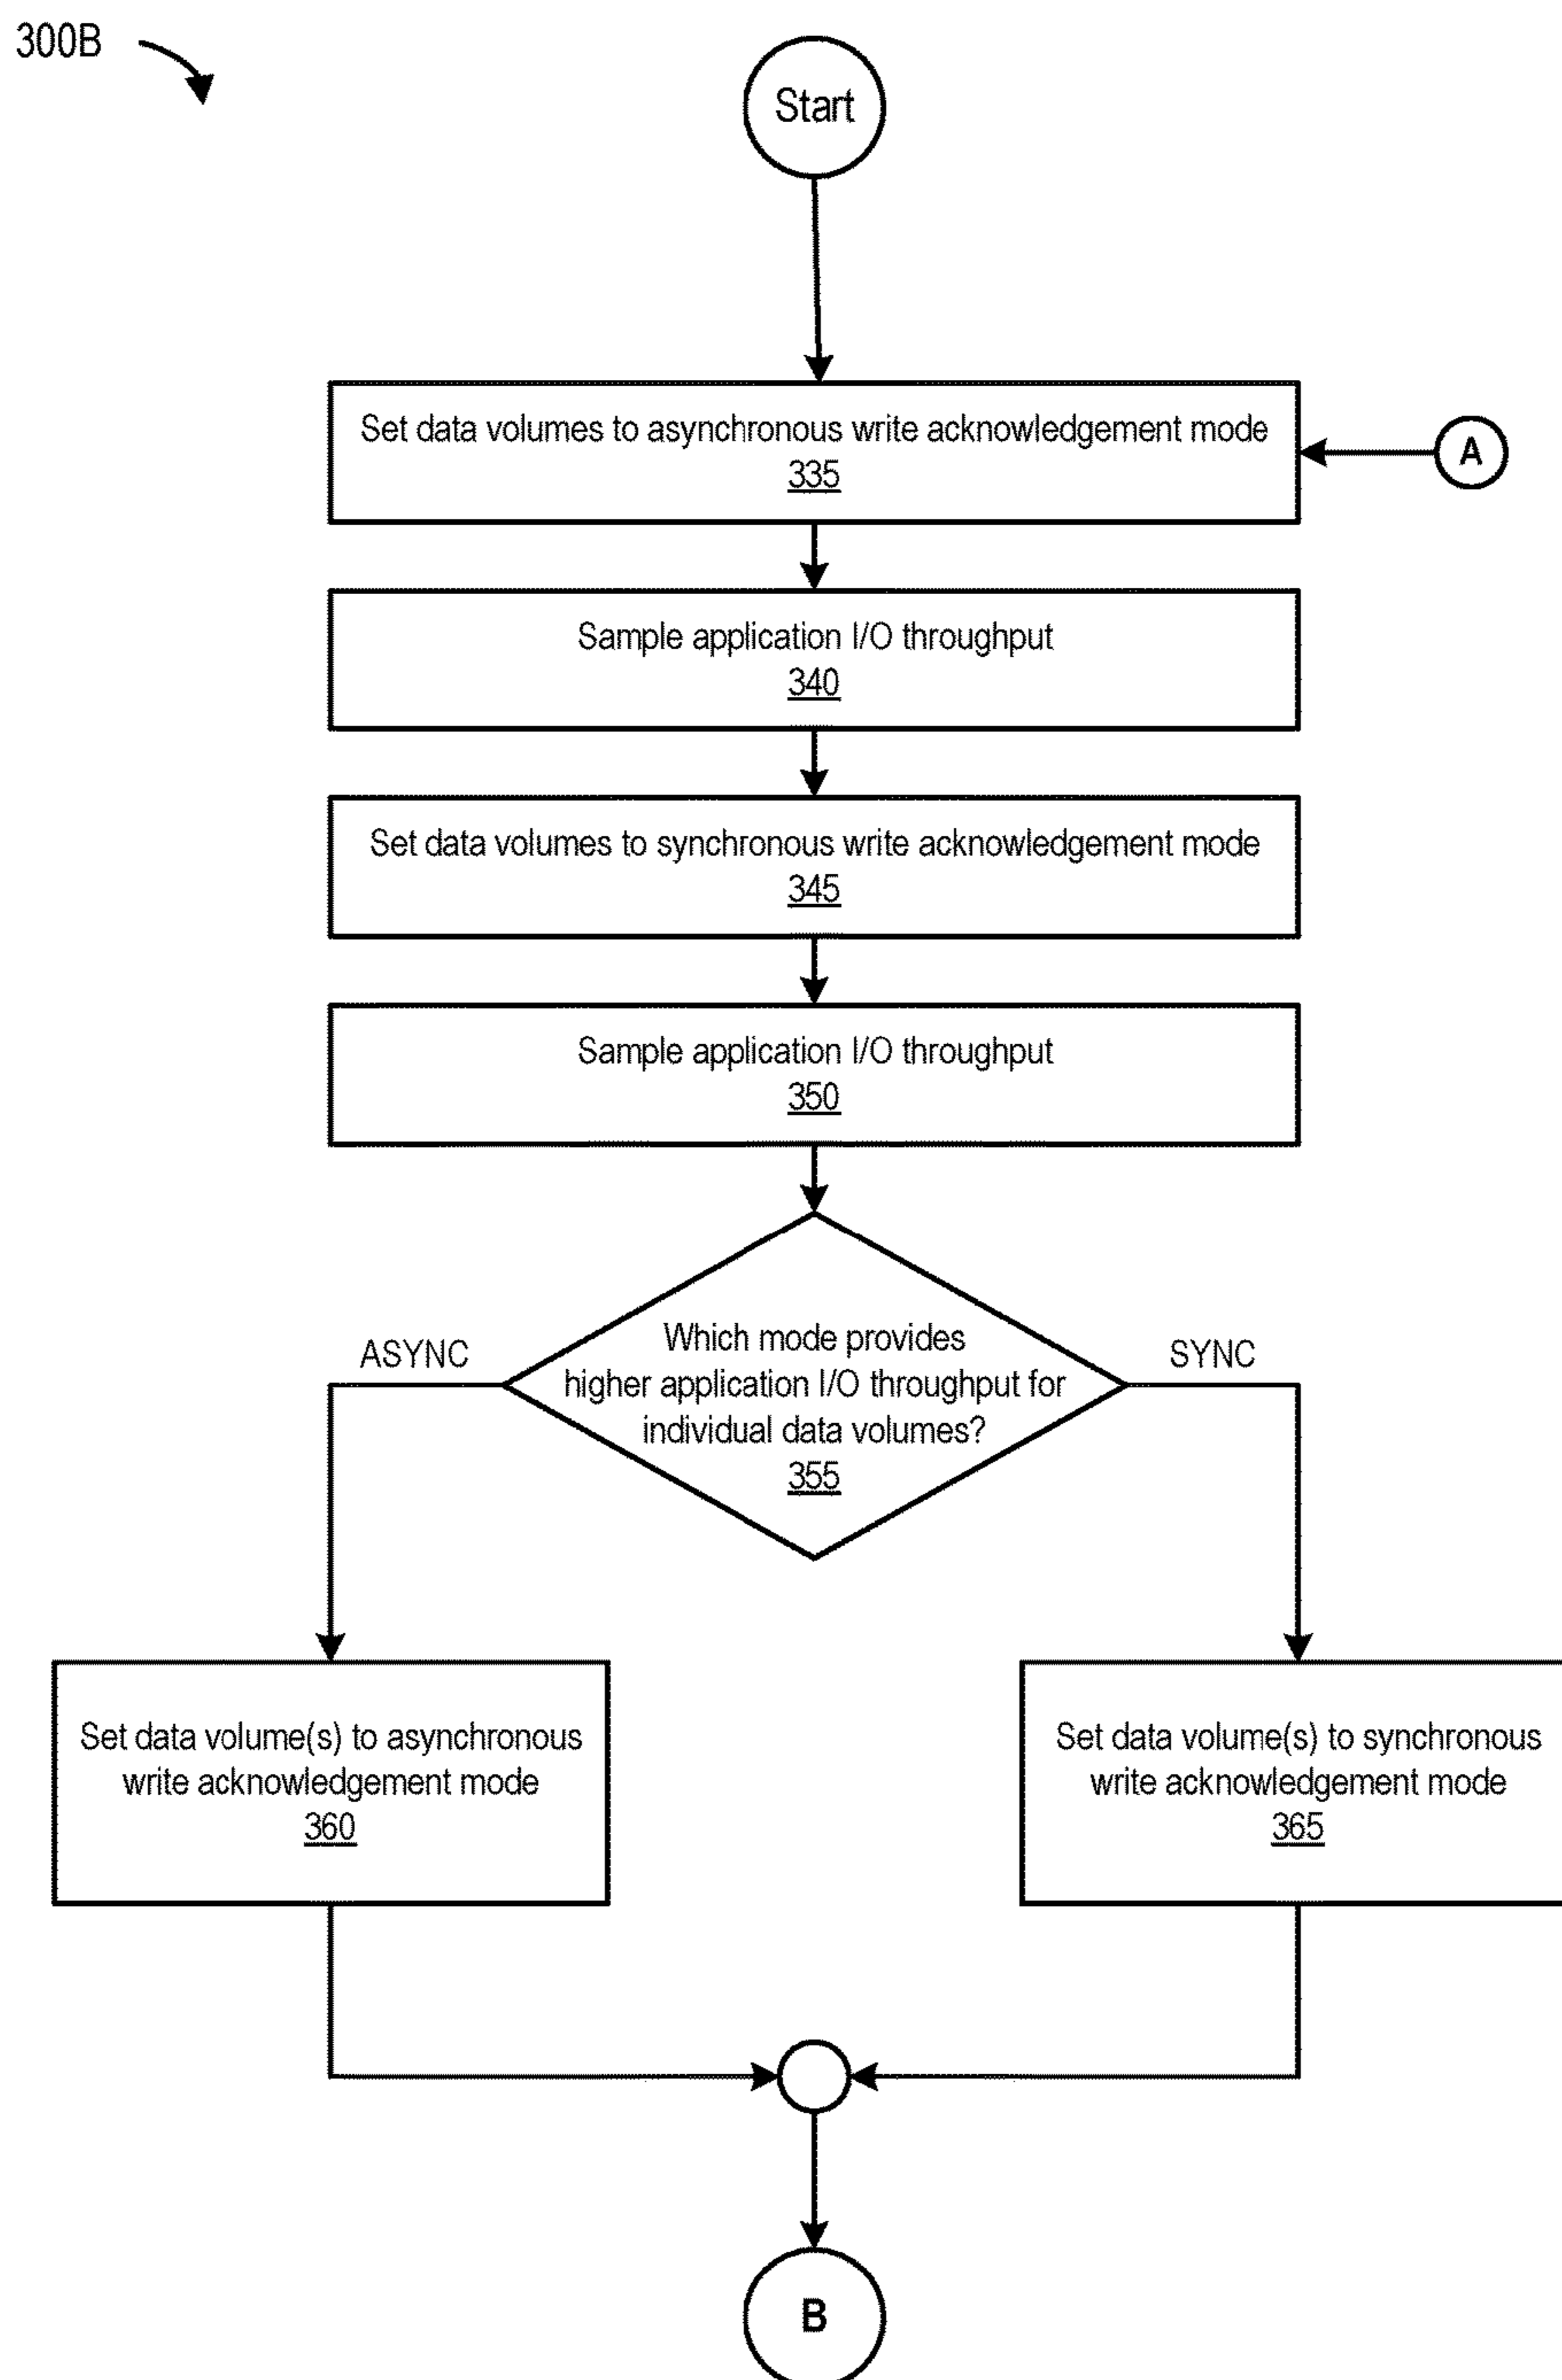 300B
Start
Set data volumes to asynchronous write acknowledgement mode
335
A
Sample application I/O throughput
340
Set data volumes to synchronous write acknowledgement mode
345
Sample application I/O throughput
350
Which mode provides
higher application I/O throughput for
individual data volumes?
355
ASYNC
SYNC
Set data volume(s) to asynchronous
write acknowledgement mode
360
Set data volume(s) to synchronous
write acknowledgement mode
365
B